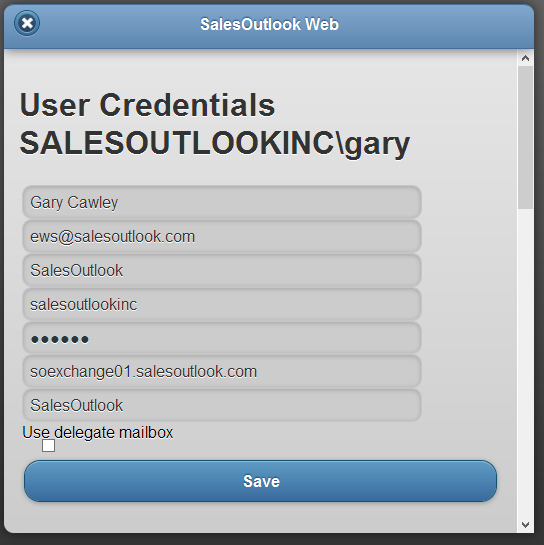 SalesOutlook Web
User Credentials
SALESOUTLOOKINC\gary
Gary Cawley
ews@salesoutlook.com
SalesOutlook
salesoutlookinc
●●●●●●
soexchange01.salesoutlook.com
SalesOutlook
Use delegate mailbox
Save